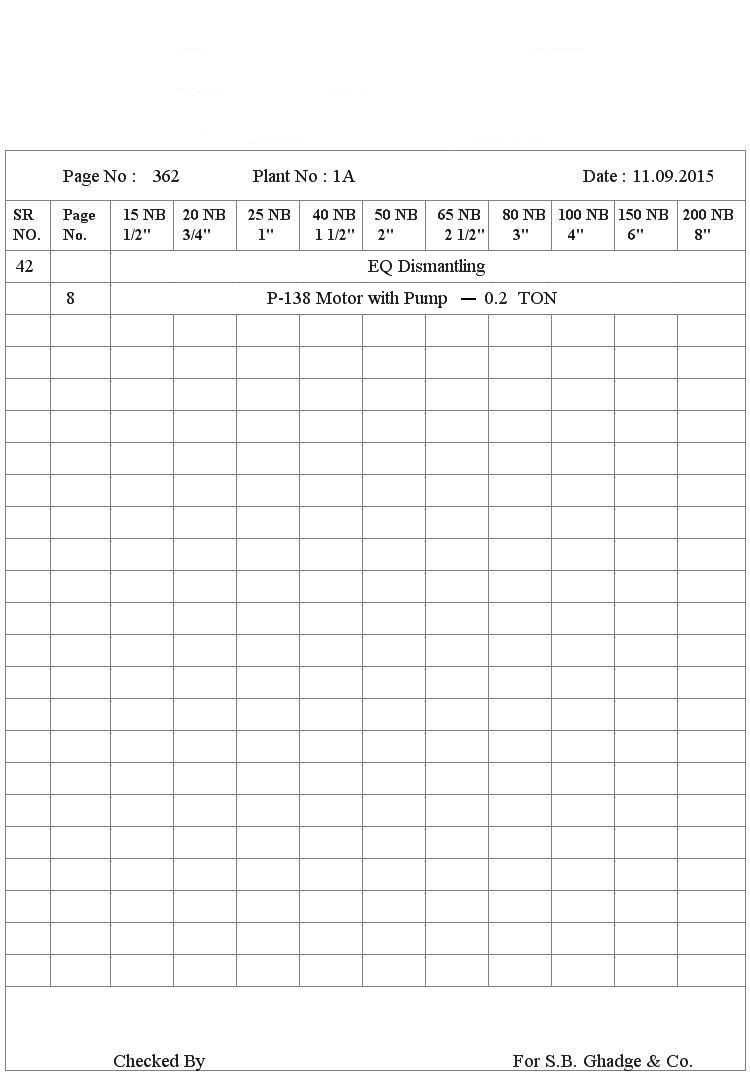 Page No : 362 Plant No : 1A Date : 11.09.2015
SR Page 15 NB 20 NB 25 NB 40 NB 50 NB 65 NB 80 NB 100 NB 150 NB 200 NB
NO. No. 1/2" 3/4" 1" 1 1/2" 2" 2 1/2" 3" 4" 6" 8"
42 EQ Dismantling
8 P-138 Motor with Pump — 0.2 TON
Checked By For S.B. Ghadge & Co.